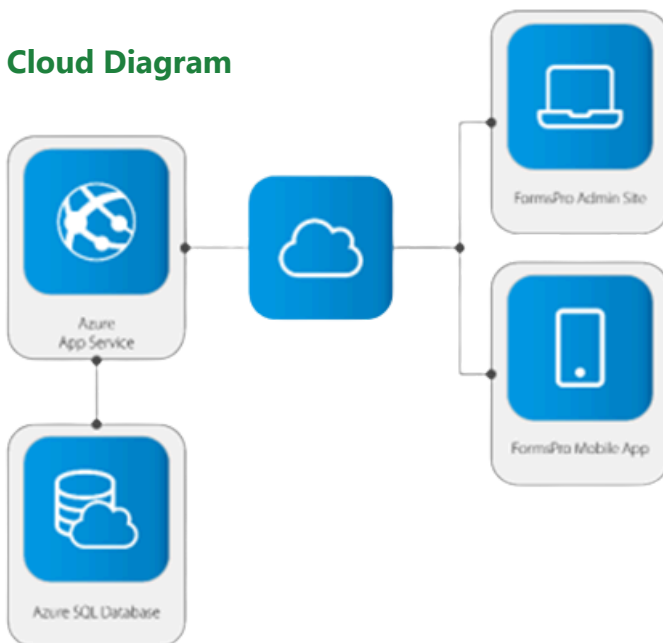 Cloud Diagram
FormsPro Admin Site
Azure
App Service
FormsPro Mobile App
Azure SQL Database